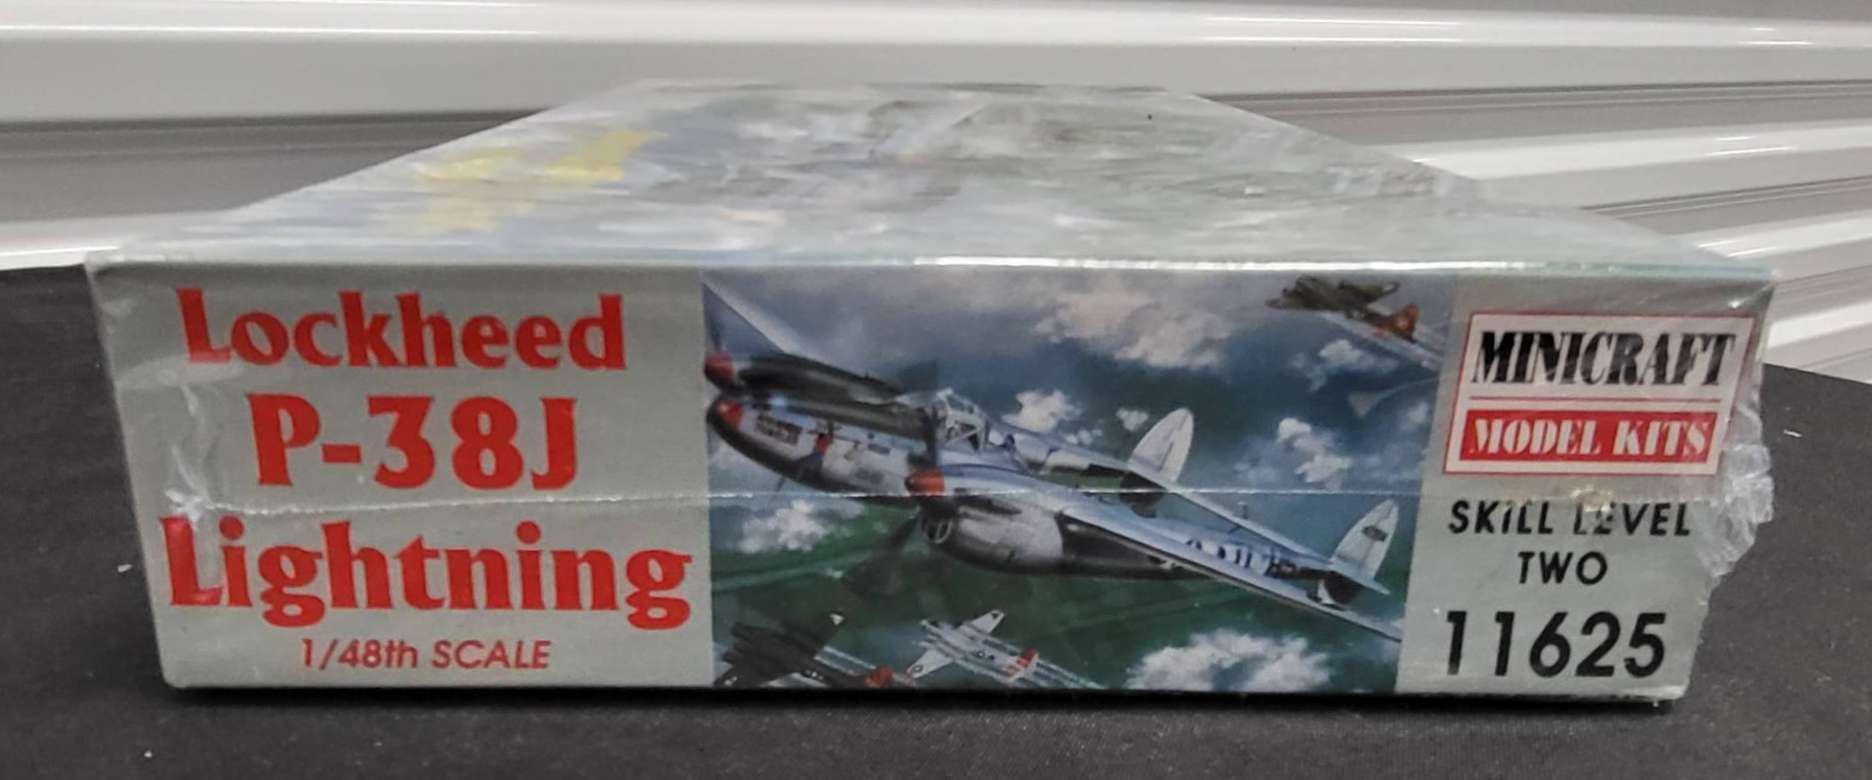 Lockheed
P-38J
Lightning
1/48th SCALE
MINICRAFT
MODEL KITS
SKILL LEVEL
TWO
11625